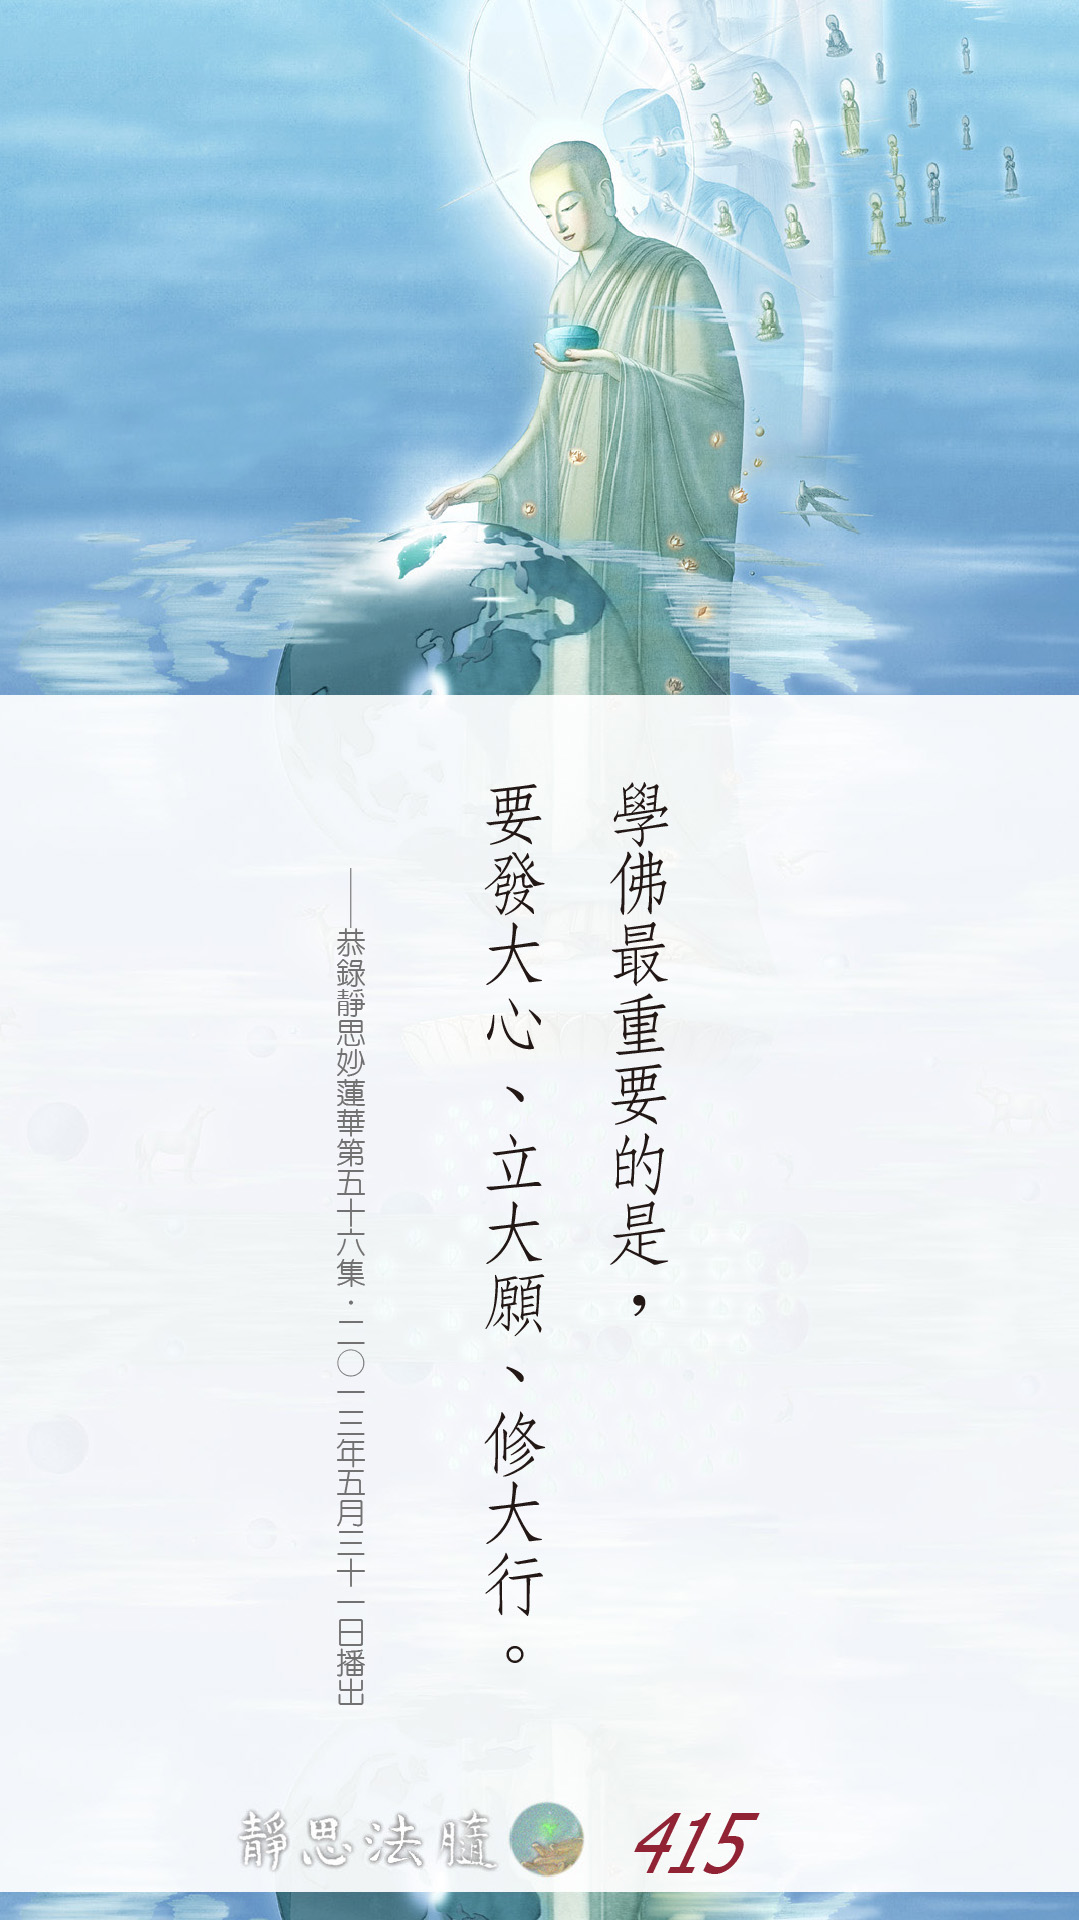 學佛最重要的是，
要發大心、立大願、修大行。
——恭錄靜思妙蓮華第五十六集．二〇一三年五月三十一日播出
靜思法髓
415